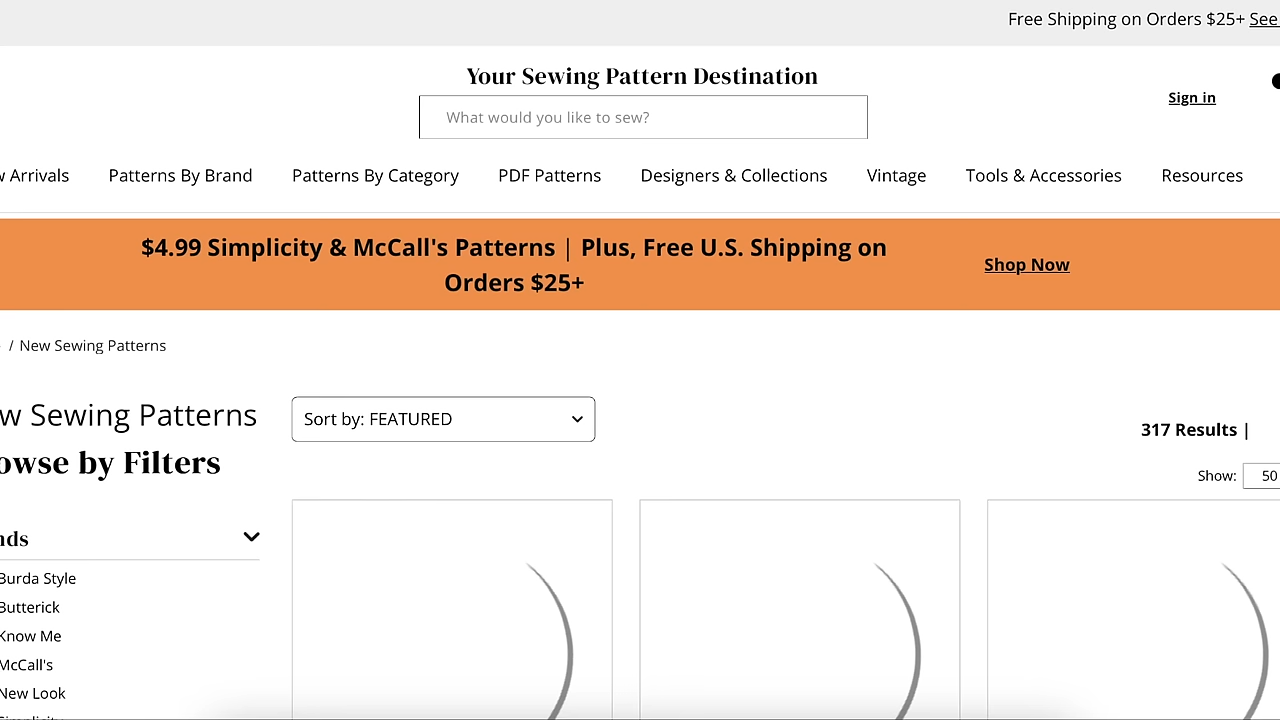 Free Shipping on Orders $25+ See
Your Sewing Pattern Destination
What would you like to sew?
Sign in
Arrivals Patterns By Brand Patterns By Category PDF Patterns Designers & Collections Vintage Tools & Accessories Resources
$4.99 Simplicity & McCall's Patterns | Plus, Free U.S. Shipping on
Orders $25+
Shop Now
/ New Sewing Patterns
w Sewing Patterns
Sort by: FEATURED
317 Results |
owse by Filters
Show: 50
nds
Burda Style
Butterick
Know Me
McCall's
New Look